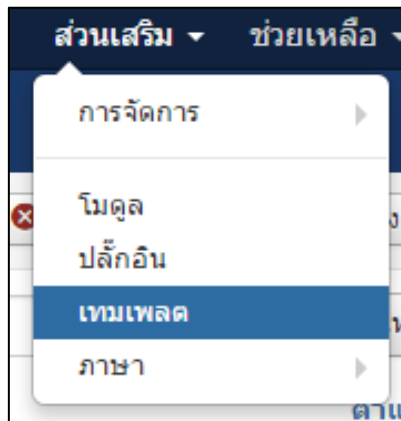 ส่วนเสริม ช่วยเหลือ
การจัดการ
โมดูล
ปลั๊กอิน
เทมเพลต
ภาษา